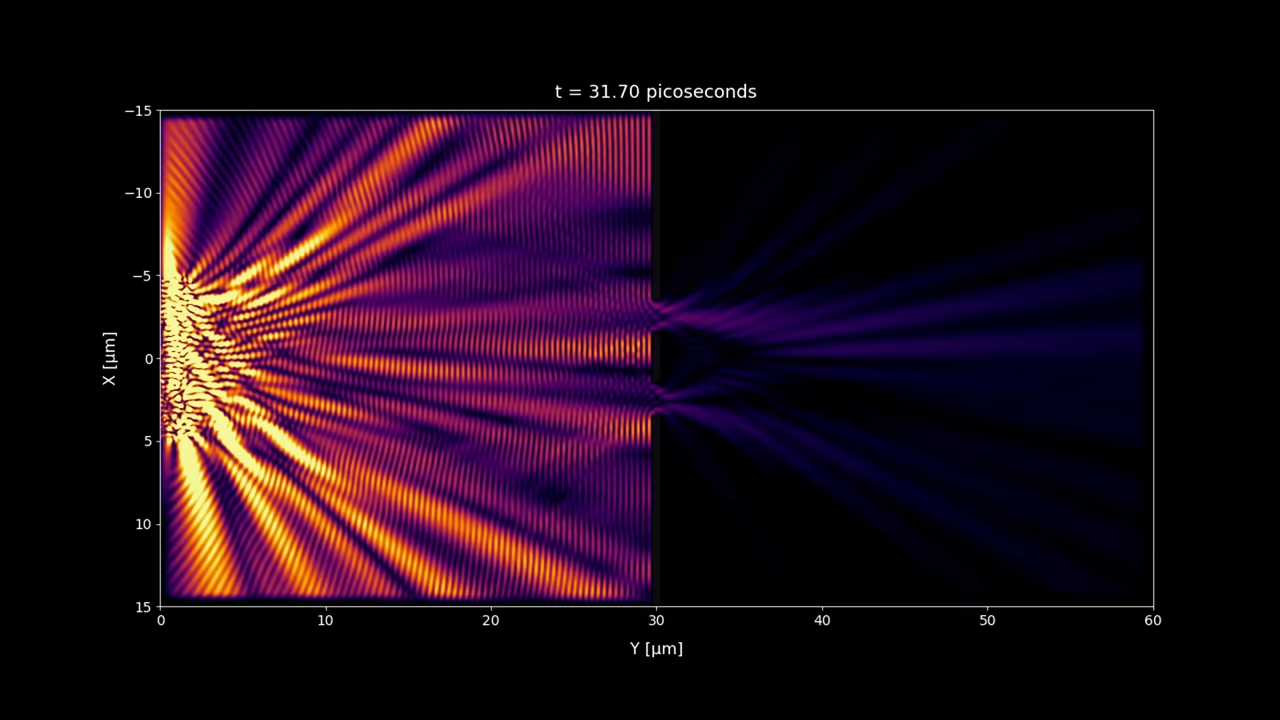 t = 31.70 picoseconds
−15
−10
−5
0
5
10
15
X [μm]
0 10 20 30 40 50 60
Y [μm]